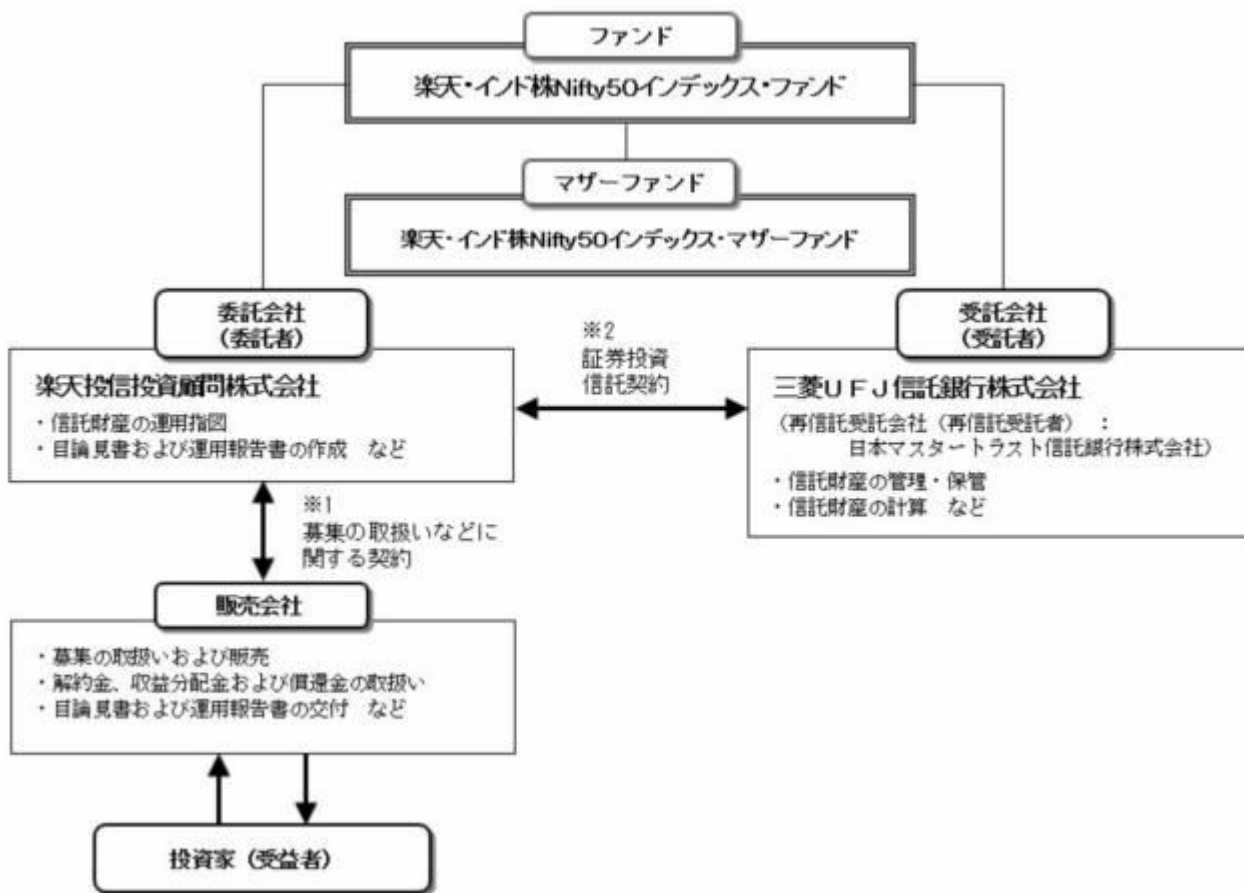 ファンド
楽天・インド株Nifty50インデックス・ファンド
マザーファンド
楽天・インド株Nifty50インデックス・マザーファンド
委託会社
(委託者)
楽天投信投資顧問株式会社
・信託財産の運用指図
・目論見書および運用報告書の作成 など
※2
証券投資
信託契約
受託会社
(受託者)
三菱UFJ信託銀行株式会社
(再信託受託会社(再信託受託者) :
日本マスタートラスト信託銀行株式会社)
・信託財産の管理・保管
・信託財産の計算 など
※1
募集の取扱いなどに
関する契約
販売会社
・募集の取扱いおよび販売
・解約金、収益分配金および償還金の取扱い
・目論見書および運用報告書の交付 など
投資家(受益者)